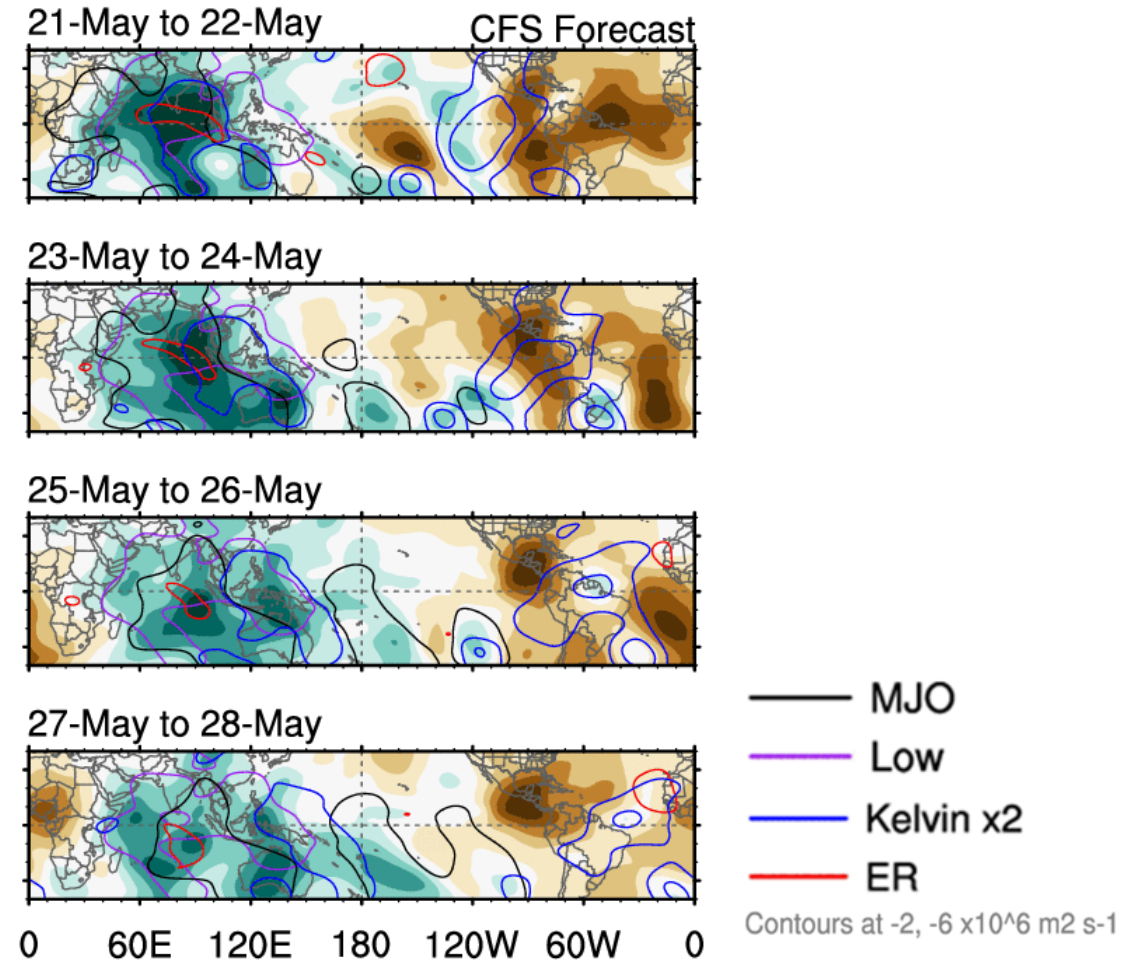 21-May to 22-May CFS Forecast
23-May to 24-May
25-May to 26-May
27-May to 28-May
0 60E 120E 180 120W 60W 0
MJO
Low
Kelvin x2
ER
Contours at -2, -6 x10^6 m2 s-1